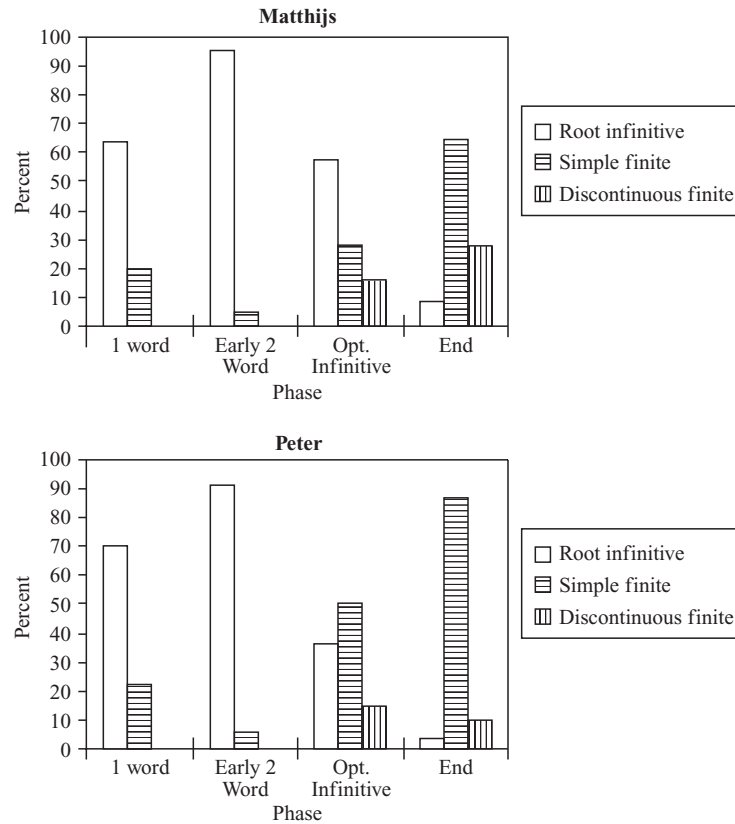 Matthijs
100
90
80
70
60
50
40
30
20
10
0
Percent
1 word
Early 2
Word
Opt.
Infinitive
End
Phase
Root infinitive
Simple finite
Discontinuous finite
Peter
100
90
80
70
60
50
40
30
20
10
0
Percent
1 word
Early 2
Word
Opt.
Infinitive
End
Phase
Root infinitive
Simple finite
Discontinuous finite